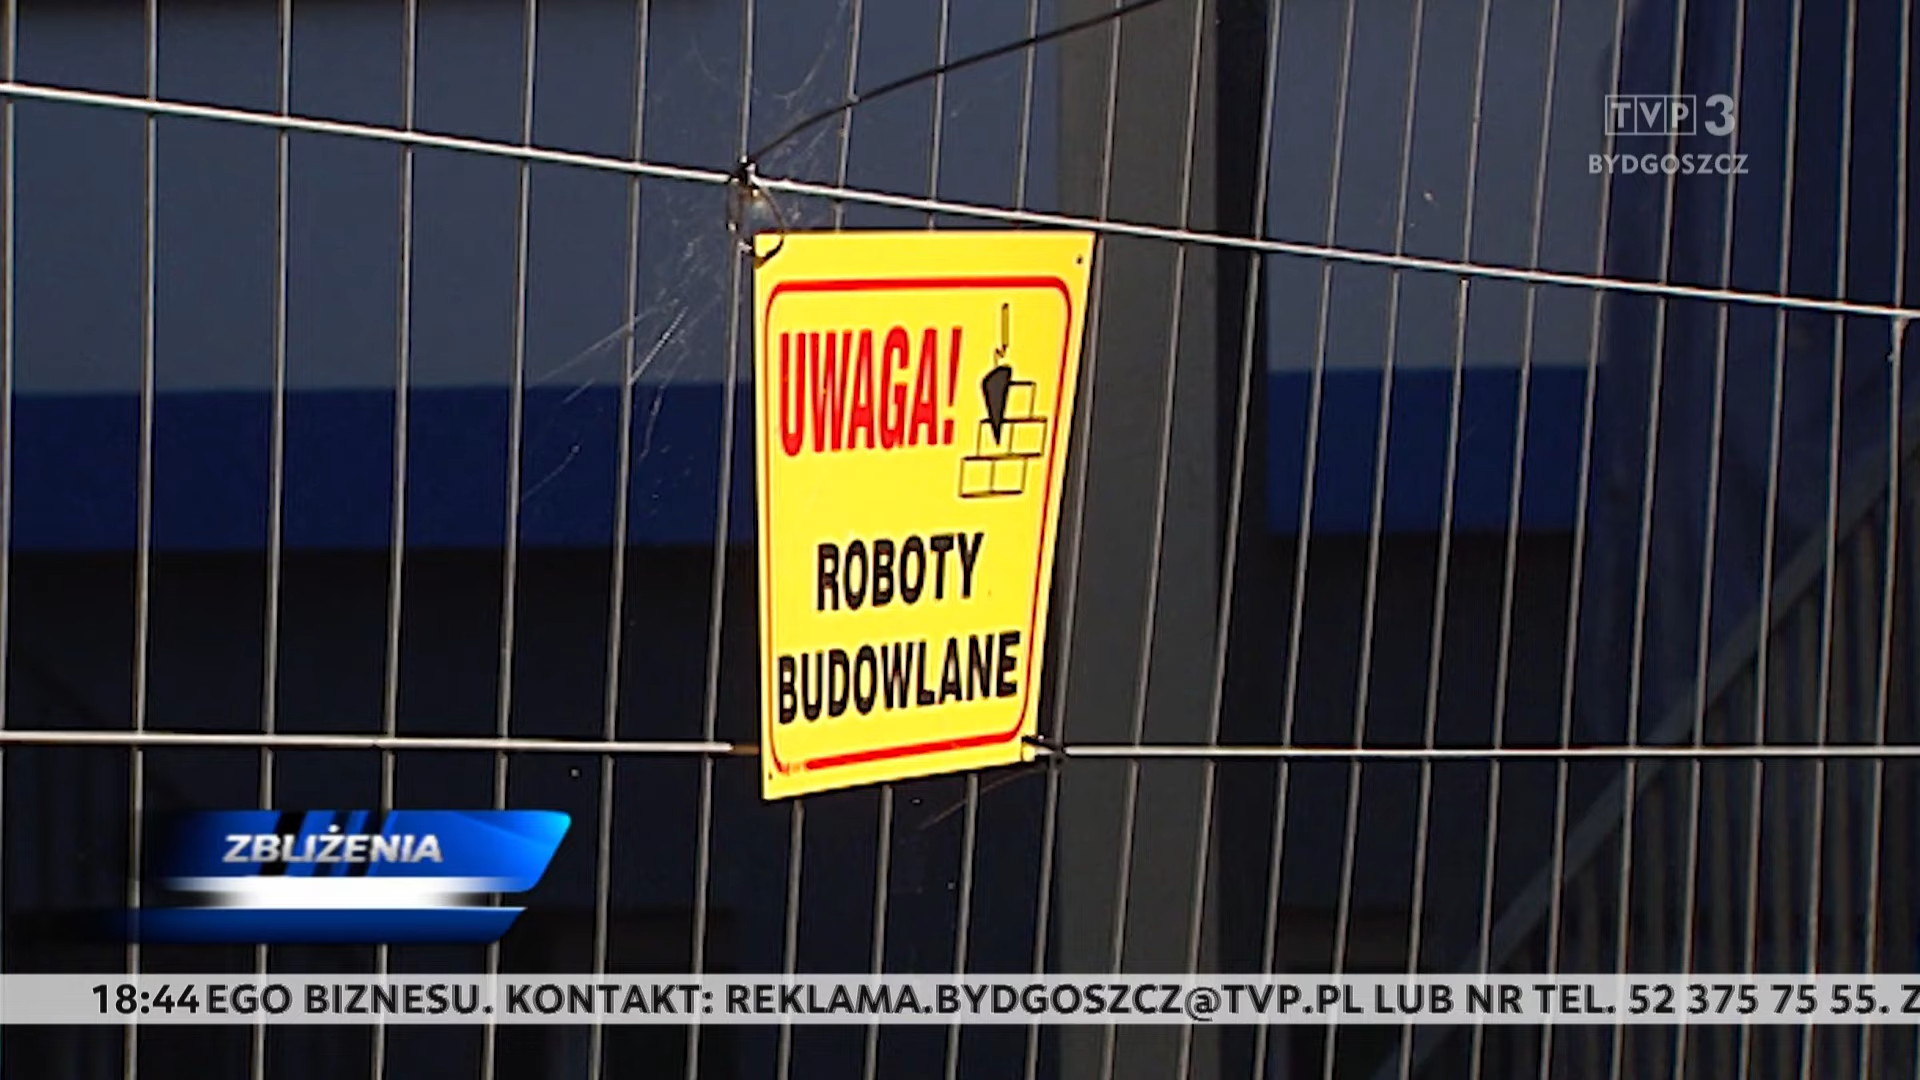 TVP 3
BYDGOSZCZ
UWAGA!
ROBOTY
BUDOWLANE
ZBLIŻENIA
18:44 EGO BIZNESU. KONTAKT: REKLAMA.BYDGOSZCZ@TVP.PL LUB NR TEL. 52 375 75 55. Z